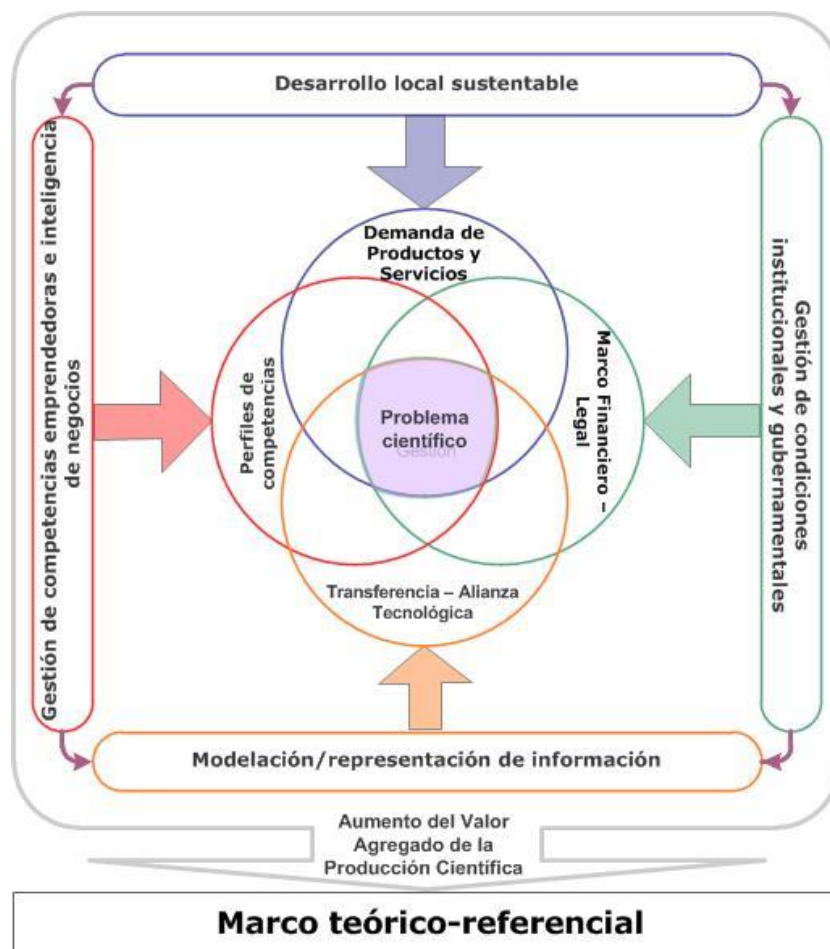 Desarrollo local sustentable
Gestión de competencias emprendedoras e inteligencia
de negocios
Demanda de
Productos y
Servicios
Perfiles de
competencias
Problema
científico
Gestión
Marco Financiero –
Legal
Gestión de condiciones
institucionales y gubernamentales
Transferencia – Alianza
Tecnológica
Modelación/representación de información
Aumento del Valor
Agregado de la
Producción Científica
Marco teórico-referencial